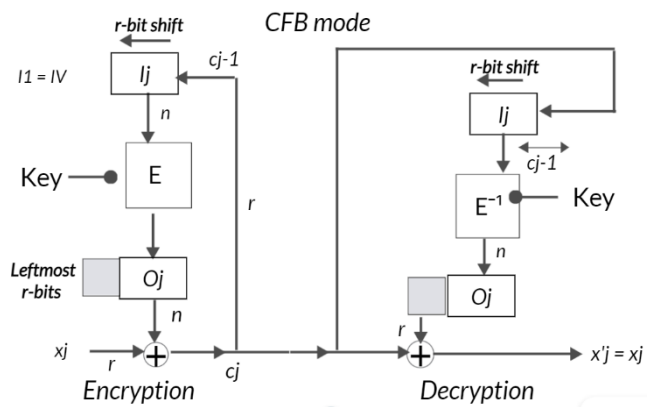 CFB mode
r-bit shift
cj-1
I1 = IV
Ij
n
Key
E
r
Leftmost
r-bits
Oj
n
xj
r
cj
Encryption
r-bit shift
Ij
cj-1
E⁻¹
Key
n
Oj
r
x'j = xj
Decryption